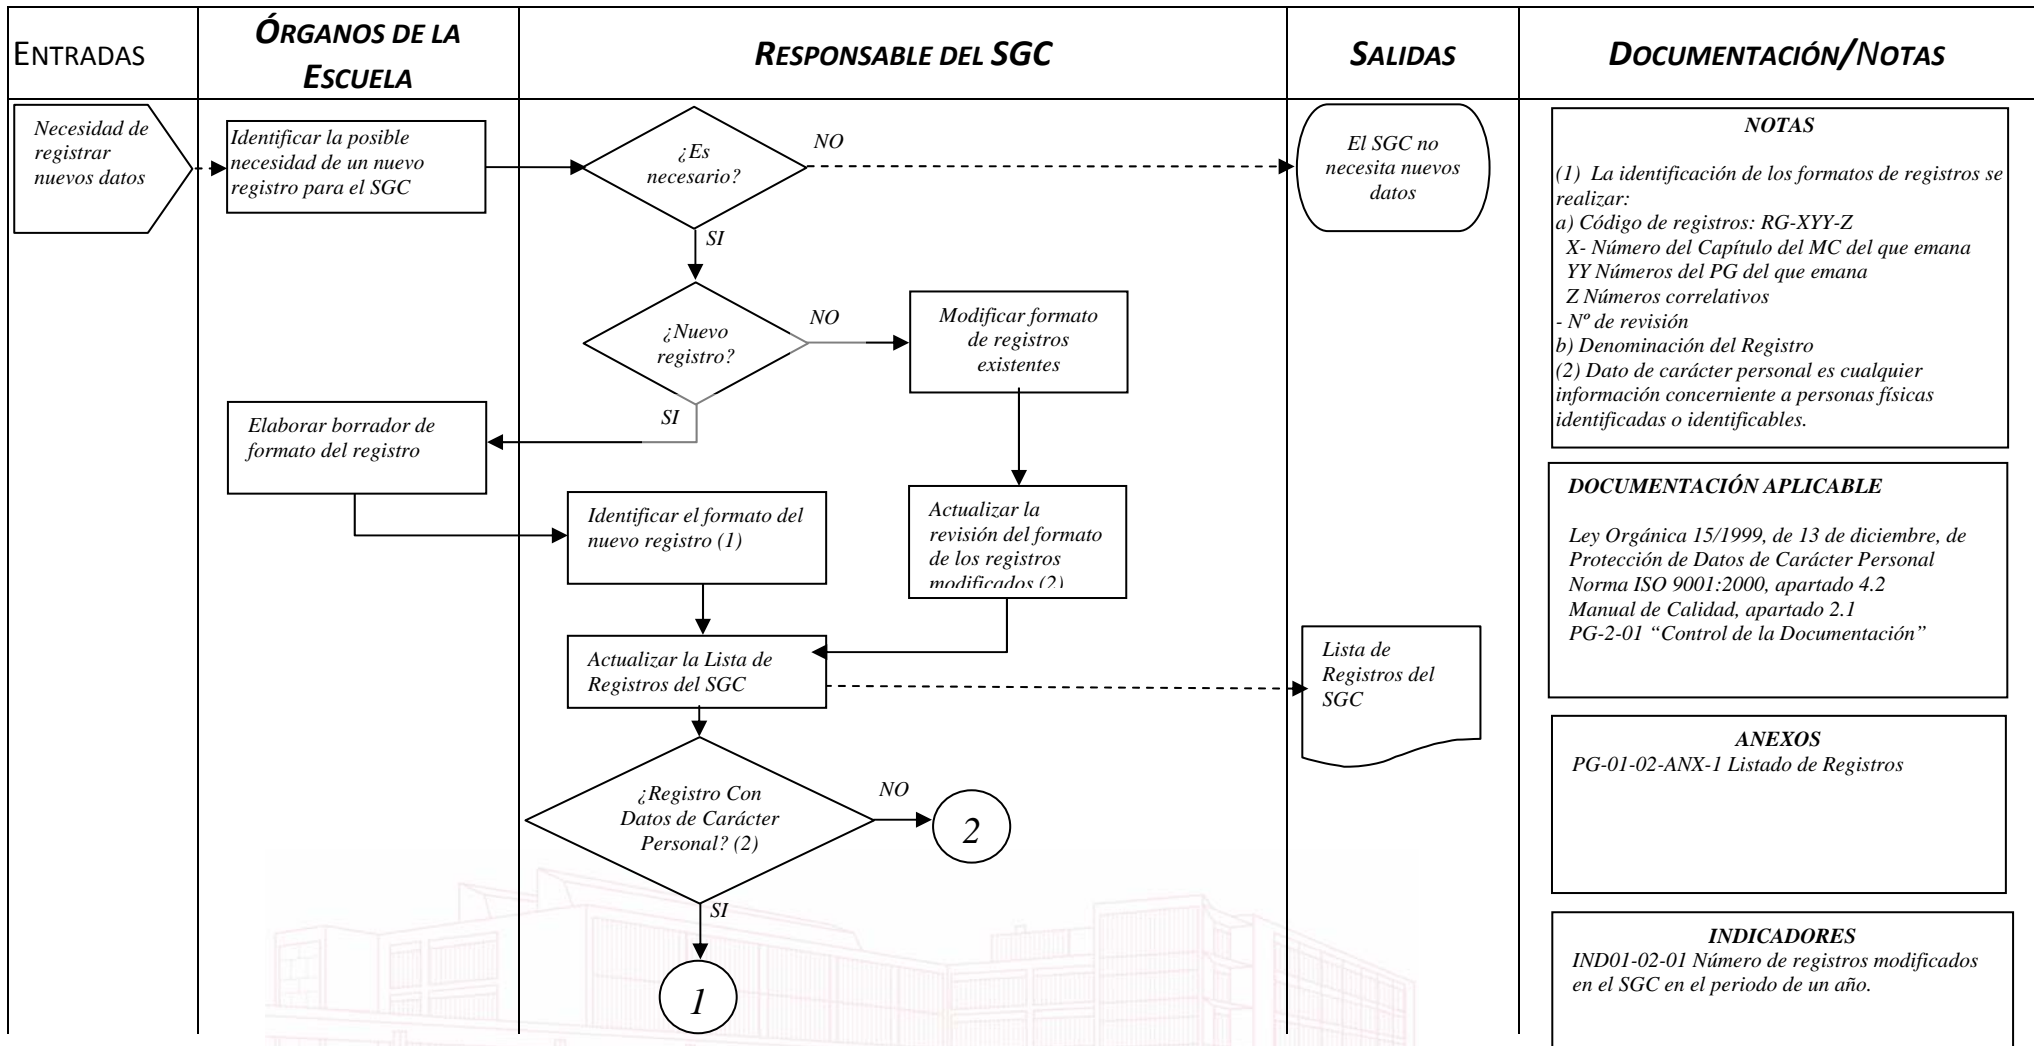 ENTRADAS
ÓRGANOS DE LA
ESCUELA
RESPONSABLE DEL SGC
SALIDAS
DOCUMENTACIÓN/NOTAS
Necesidad de
registrar
nuevos datos
Identificar la posible
necesidad de un nuevo
registro para el SGC
¿Es
necesario?
NO
SI
El SGC no
necesita nuevos
datos
¿Nuevo
registro?
NO
SI
Modificar formato
de registros
existentes
Elaborar borrador de
formato del registro
Identificar el formato del
nuevo registro (1)
Actualizar la
revisión del formato
de los registros
modificados (2)
Actualizar la Lista de
Registros del SGC
Lista de
Registros del
SGC
¿Registro Con
Datos de Carácter
Personal? (2)
NO
2
SI
1
NOTAS
(1) La identificación de los formatos de registros se
realizar:
a) Código de registros: RG-XYY-Z
X- Número del Capítulo del MC del que emana
YY Números del PG del que emana
Z Números correlativos
- Nº de revisión
b) Denominación del Registro
(2) Dato de carácter personal es cualquier
información concerniente a personas físicas
identificadas o identificables.
DOCUMENTACIÓN APLICABLE
Ley Orgánica 15/1999, de 13 de diciembre, de
Protección de Datos de Carácter Personal
Norma ISO 9001:2000, apartado 4.2
Manual de Calidad, apartado 2.1
PG-2-01 “Control de la Documentación”
ANEXOS
PG-01-02-ANX-1 Listado de Registros
INDICADORES
IND01-02-01 Número de registros modificados
en el SGC en el periodo de un año.